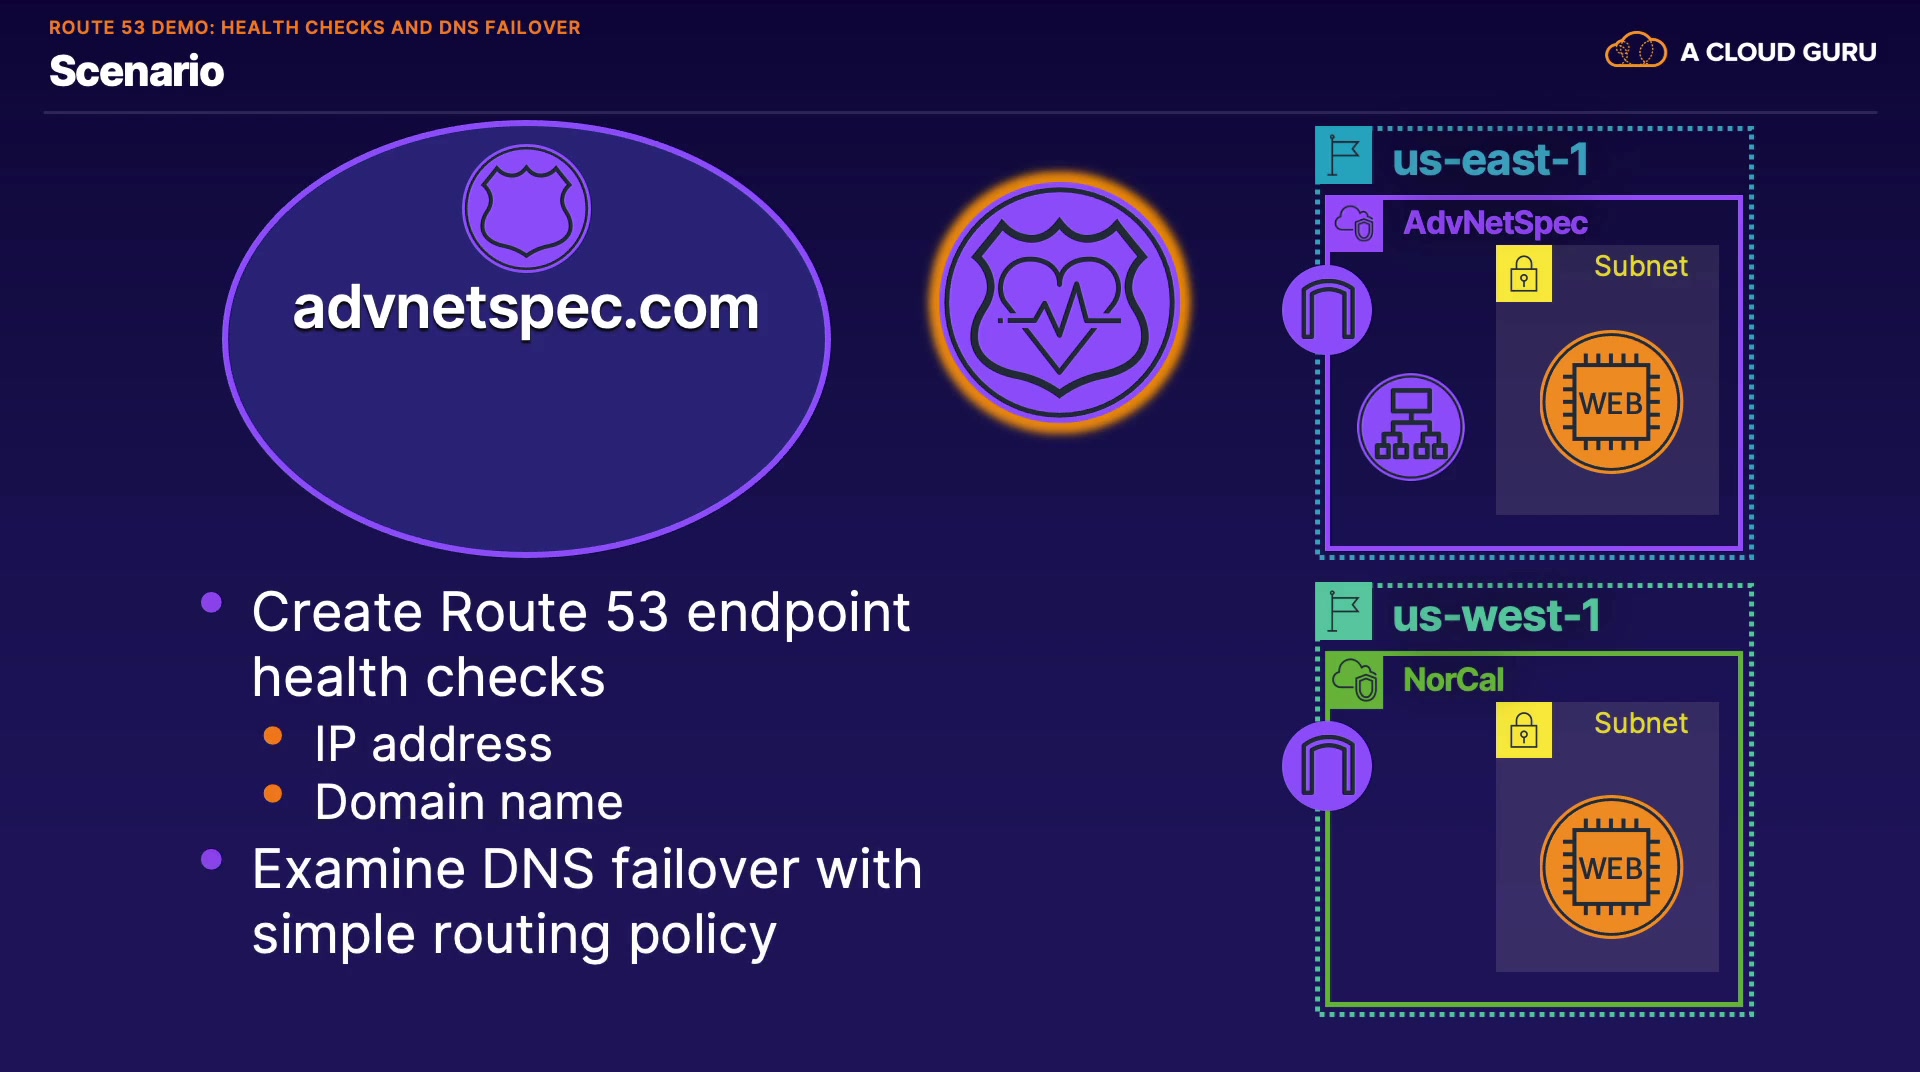 ROUTE 53 DEMO: HEALTH CHECKS AND DNS FAILOVER
Scenario
A CLOUD GURU
advnetspec.com
us-east-1
AdvNetSpec
Subnet
WEB
Create Route 53 endpoint
health checks
IP address
Domain name
Examine DNS failover with
simple routing policy
us-west-1
NorCal
Subnet
WEB